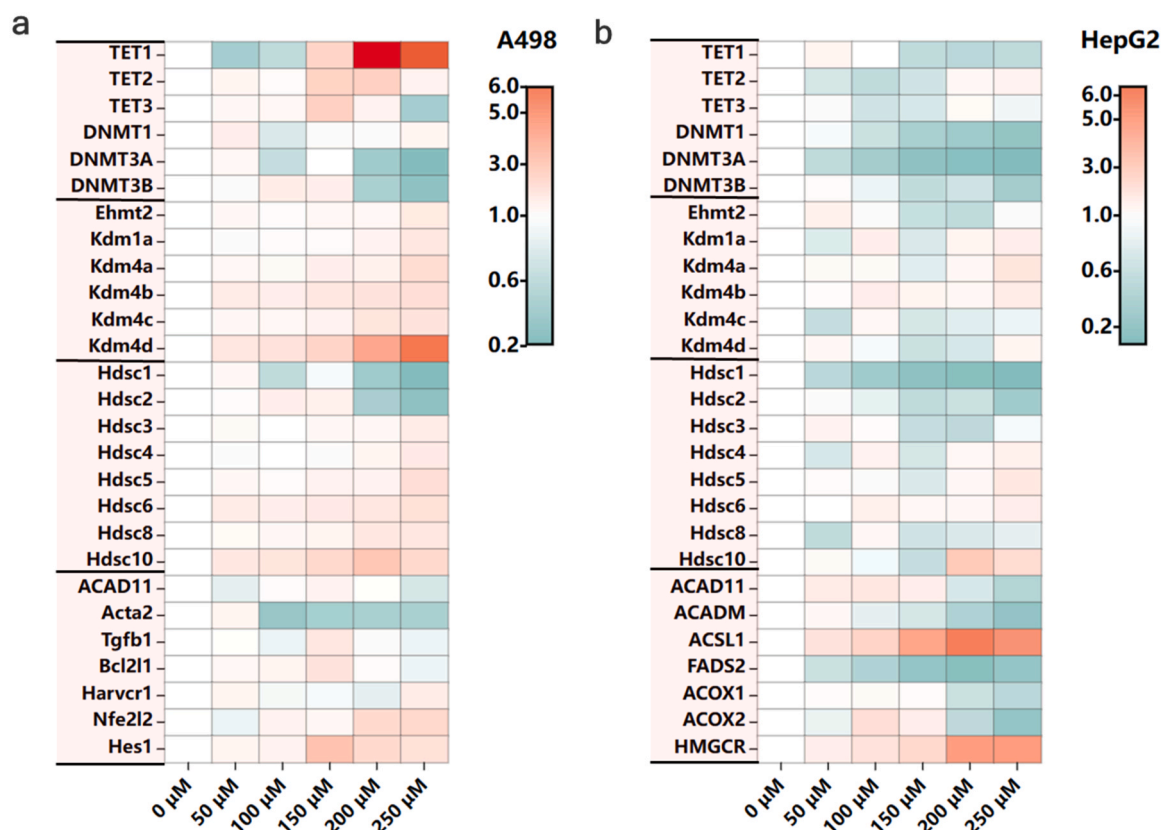 a
A498
TET1
TET2
TET3
DNMT1
DNMT3A
DNMT3B
Ehmt2
Kdm1a
Kdm4a
Kdm4b
Kdm4c
Kdm4d
Hdsc1
Hdsc2
Hdsc3
Hdsc4
Hdsc5
Hdsc6
Hdsc8
Hdsc10
ACAD11
Acta2
Tgfb1
Bcl2l1
Harvcr1
Nfe2l2
Hes1
0 μM
50 μM
100 μM
150 μM
200 μM
250 μM
6.0
5.0
3.0
1.0
0.6
0.2
b
HepG2
TET1
TET2
TET3
DNMT1
DNMT3A
DNMT3B
Ehmt2
Kdm1a
Kdm4a
Kdm4b
Kdm4c
Kdm4d
Hdsc1
Hdsc2
Hdsc3
Hdsc4
Hdsc5
Hdsc6
Hdsc8
Hdsc10
ACAD11
ACADM
ACSL1
FADS2
ACOX1
ACOX2
HMGCR
0 μM
50 μM
100 μM
150 μM
200 μM
250 μM
6.0
5.0
3.0
1.0
0.6
0.2